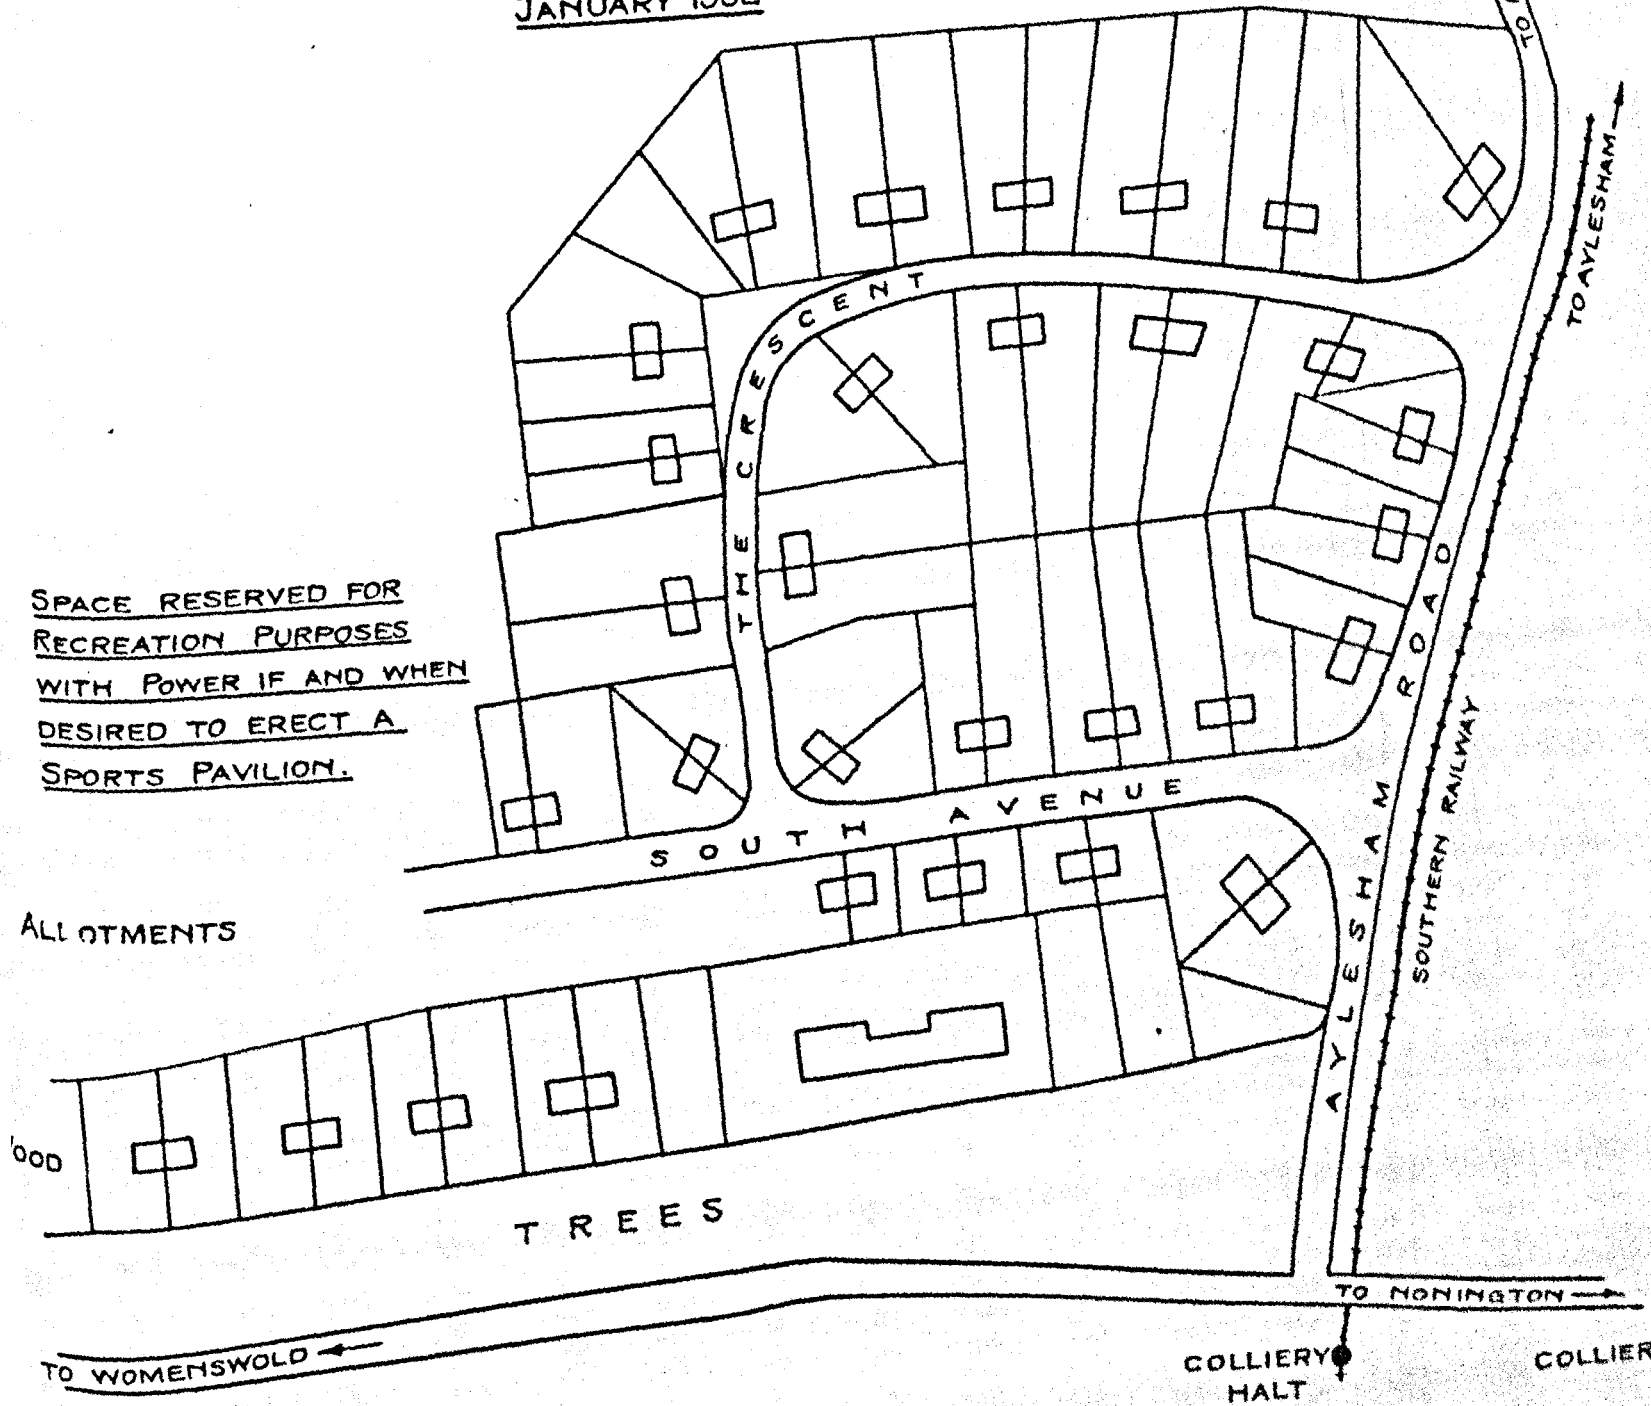 JANUARY
TO
TO AYLESHAM
THE CRESCENT
SPACE RESERVED FOR
RECREATION PURPOSES
WITH POWER IF AND WHEN
DESIRED TO ERECT A
SPORTS PAVILION.
SOUTH AVENUE
AYLESHAM ROAD
SOUTHERN RAILWAY
ALLOTMENTS
OOD
TREES
TO NONINGTON
TO WOMENSWOLD
COLLIERY
HALT
COLLIER